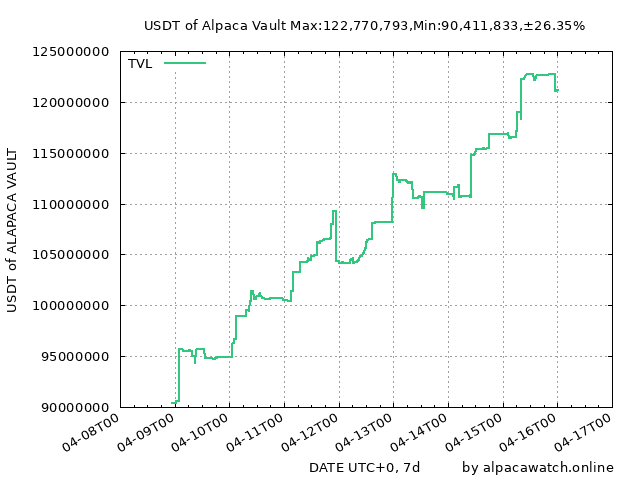 USDT of Alpaca Vault Max:122,770,793,Min:90,411,833,±26.35%
TVL
125000000
120000000
115000000
110000000
105000000
100000000
95000000
90000000
USDT of ALAPACA VAULT
04-08T00
04-09T00
04-10T00
04-11T00
04-12T00
04-13T00
04-14T00
04-15T00
04-16T00
04-17T00
DATE UTC+0, 7d
by alpacawatch.online